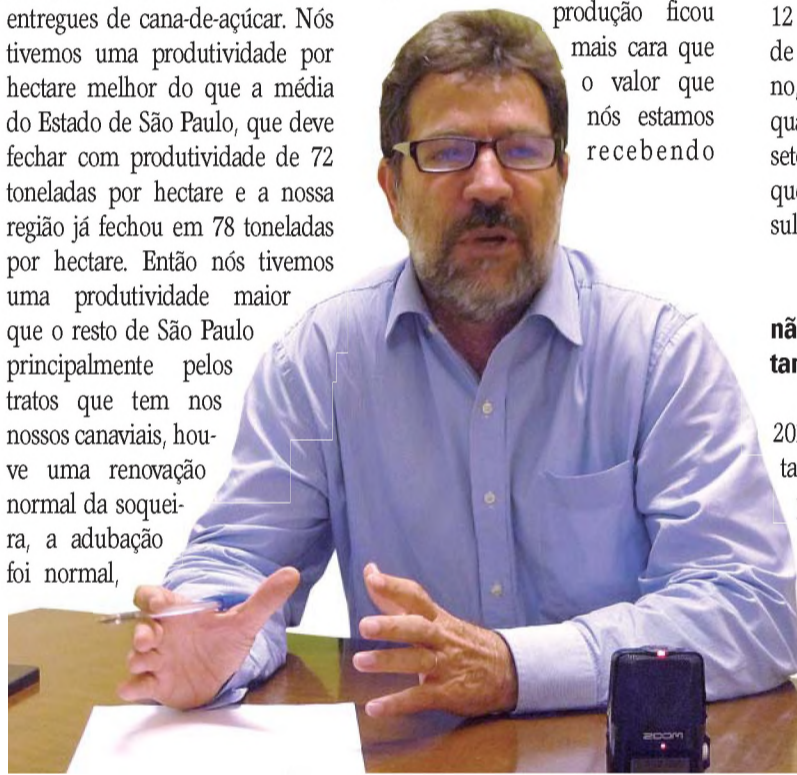 entregues de cana-de-açúcar. Nós
tivemos uma produtividade por
hectare melhor do que a média
do Estado de São Paulo, que deve
fechar com produtividade de 72
toneladas por hectare e a nossa
região já fechou em 78 toneladas
por hectare. Então nós tivemos
uma produtividade maior
que o resto de São Paulo
principalmente pelos
tratos que tem nos
nossos canaviais, hou-
ve uma renovação
normal da soquei-
ra, a adubação
foi normal,
produção ficou
mais cara que
o valor que
nós estamos
recebendo
12
de
no,
set
sul
nã
tar
20
ta
ZOOM